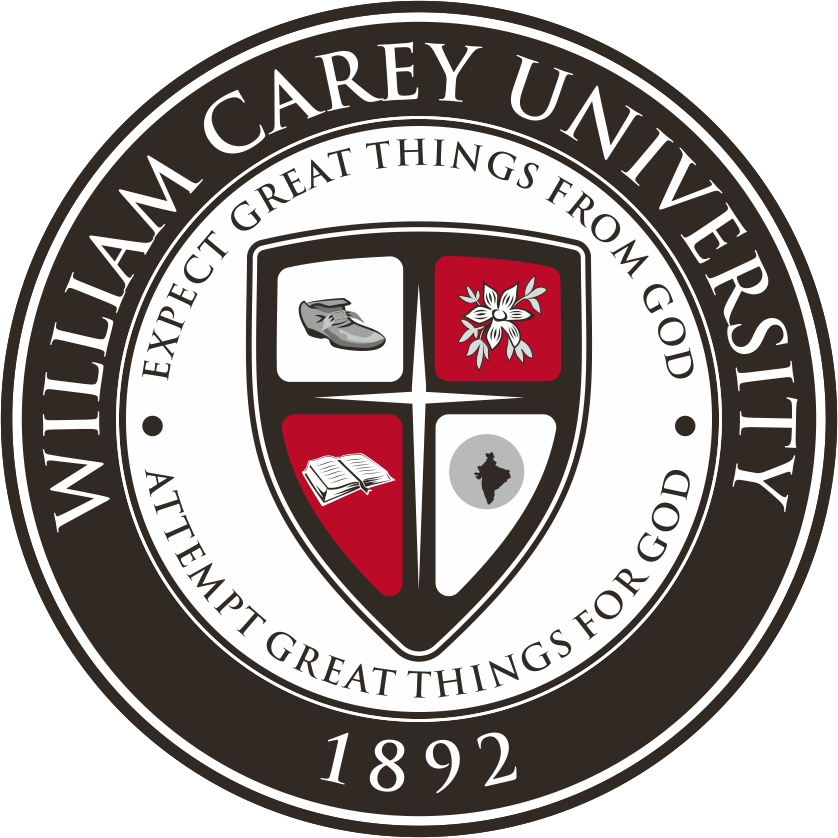 WILLIAM CAREY UNIVERSITY
EXPECT GREAT THINGS FROM GOD
ATTEMPT GREAT THINGS FOR GOD
1892